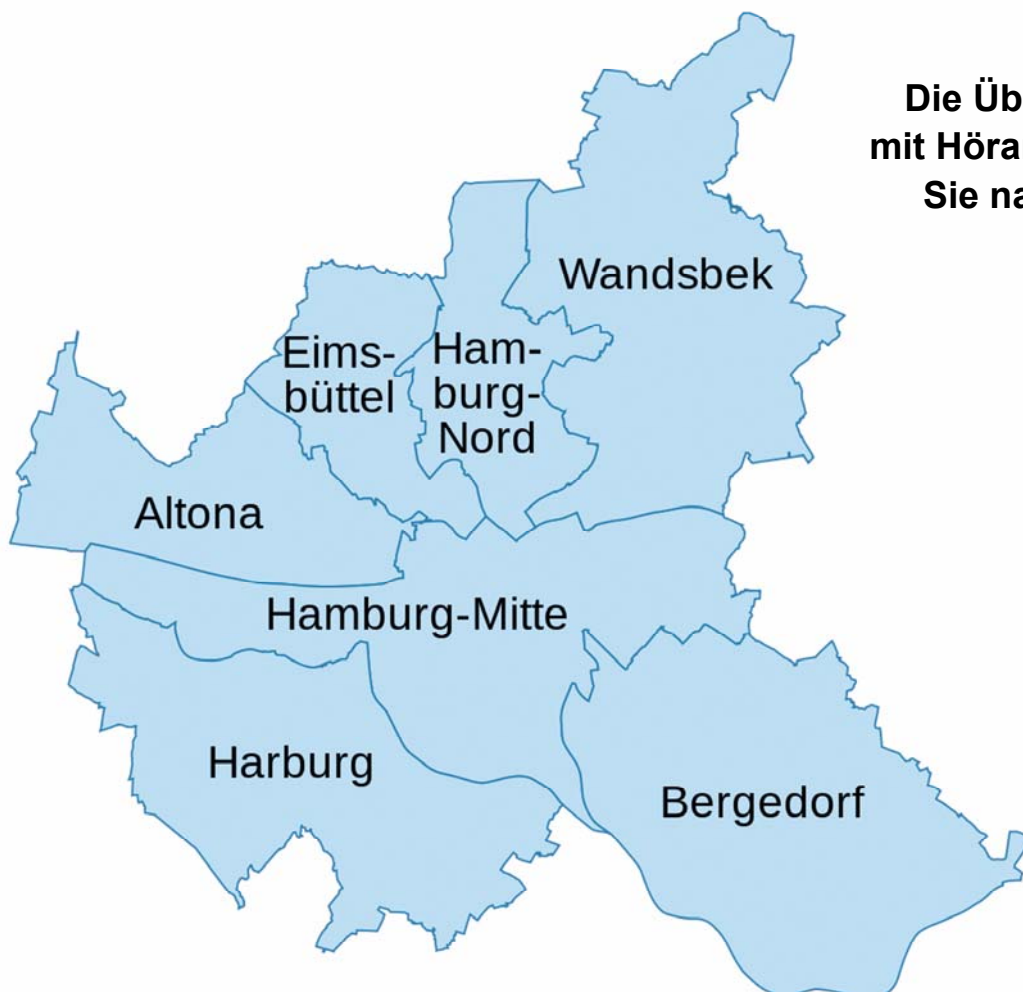 Die Üb
mit Höra
Sie na
Wandsbek
Eims-
büttel
Ham-
burg-
Nord
Altona
Hamburg-Mitte
Harburg
Bergedorf